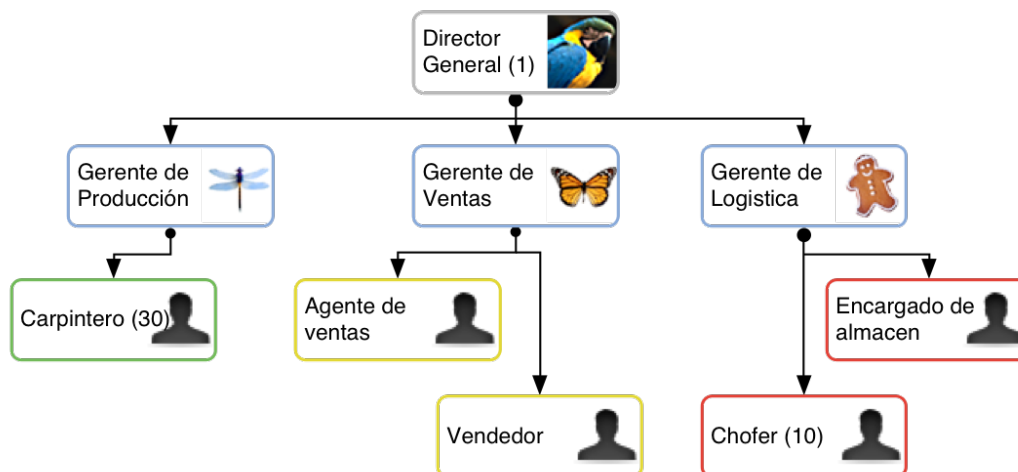 Director
General (1)
Gerente de
Producción
Gerente de
Ventas
Gerente de
Logistica
Carpintero (30)
Agente de
ventas
Encargado de
almacen
Vendedor
Chofer (10)